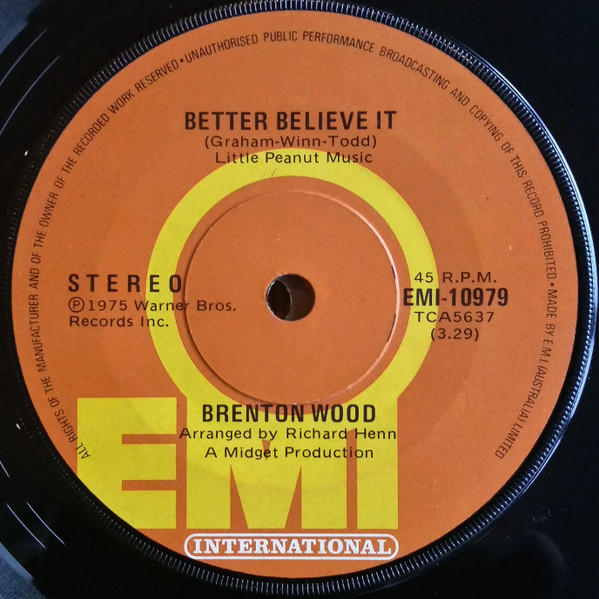 ALL RIGHTS OF THE MANUFACTURER AND OF THE OWNER OF THE RECORDED WORK RESERVED • UNAUTHORISED PUBLIC PERFORMANCE BROADCASTING AND COPYING OF THIS RECORD PROHIBITED • MADE BY E.M.I. (AUSTRALIA) LIMITED
BETTER BELIEVE IT
(Graham-Winn-Todd)
Little Peanut Music
STEREO
℗1975 Warner Bros.
Records Inc.
45 R.P.M.
EMI-10979
TCA5637
(3.29)
BRENTON WOOD
Arranged by Richard Henn
A Midget Production
EMI
INTERNATIONAL